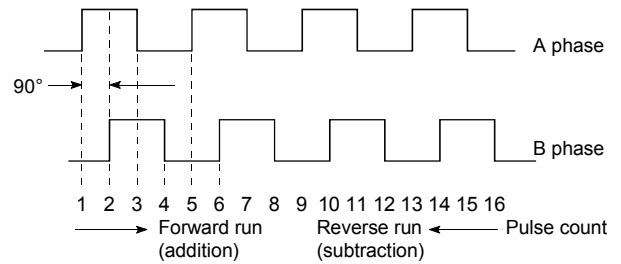 A phase
90°
B phase
1 2 3 4 5 6 7 8 9 10 11 12 13 14 15 16
Forward run
(addition)
Reverse run
(subtraction)
Pulse count